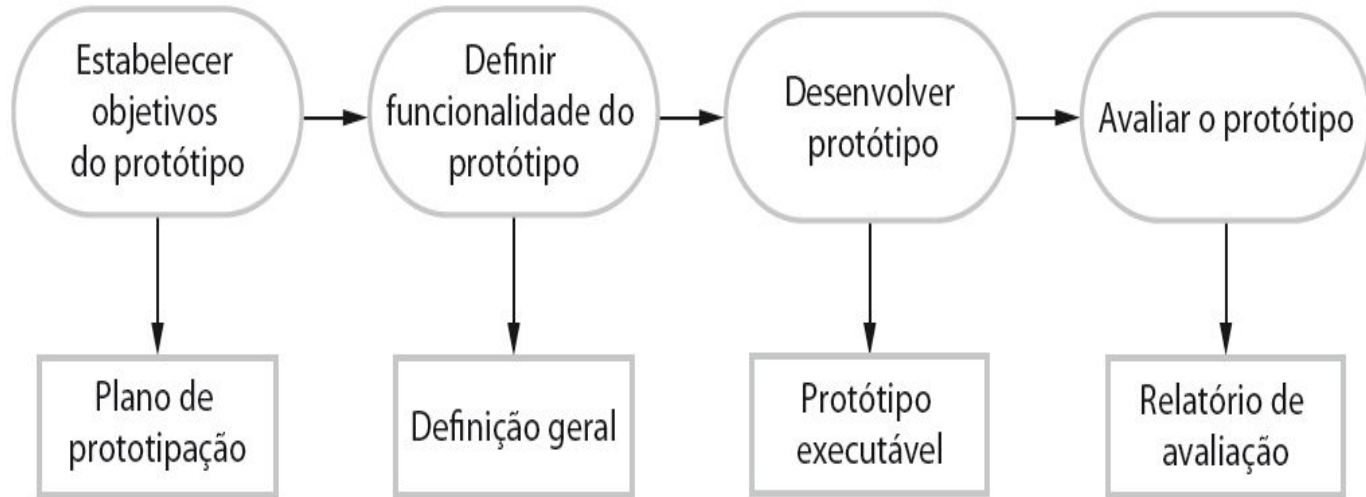 Estabelecer
objetivos
do protótipo
Definir
funcionalidade do
protótipo
Desenvolver
protótipo
Avaliar o protótipo
Plano de
prototipação
Definição geral
Protótipo
executável
Relatório de
avaliação